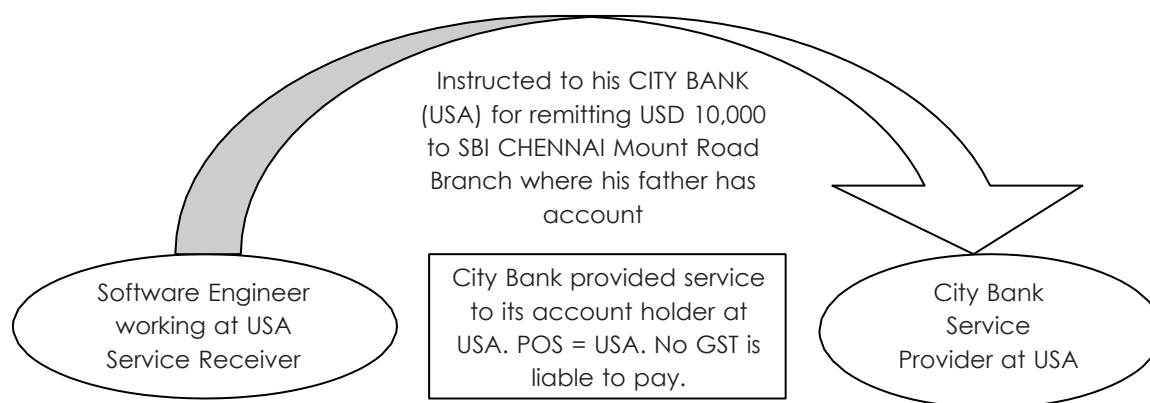 Instructed to his CITY BANK
(USA) for remitting USD 10,000
to SBI CHENNAI Mount Road
Branch where his father has
account
Software Engineer
working at USA
Service Receiver
City Bank provided service
to its account holder at
USA. POS = USA. No GST is
liable to pay.
City Bank
Service
Provider at USA